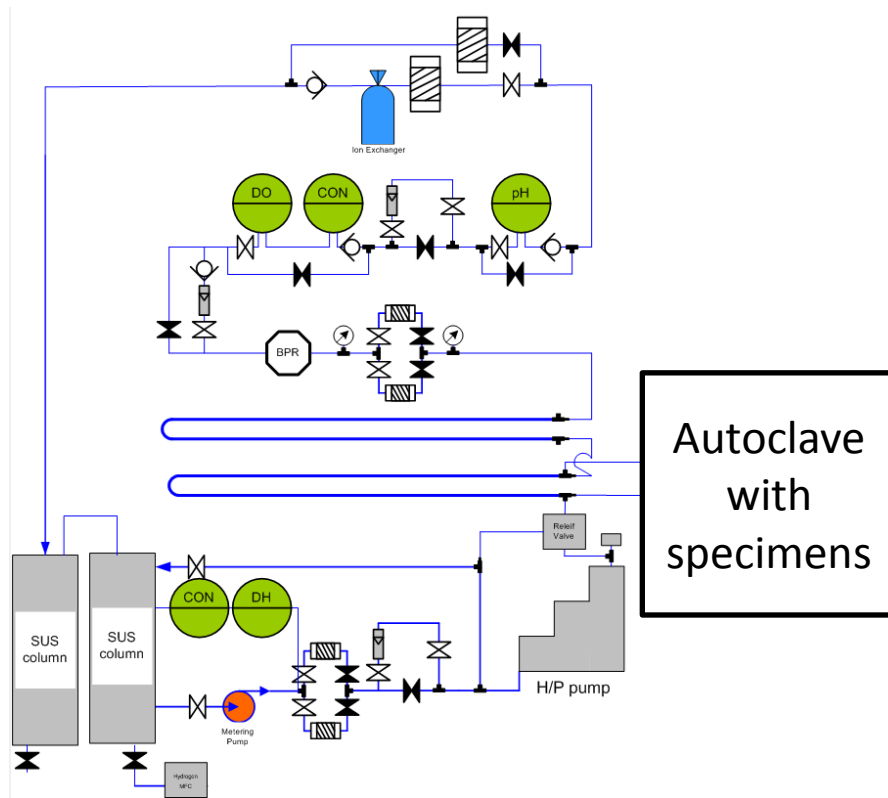 Ion Exchanger
DO
CON
pH
BPR
Autoclave
with
specimens
Releif
Valve
CON
DH
SUS
column
SUS
column
H/P pump
Metering
Pump
Hydrogen
MFC